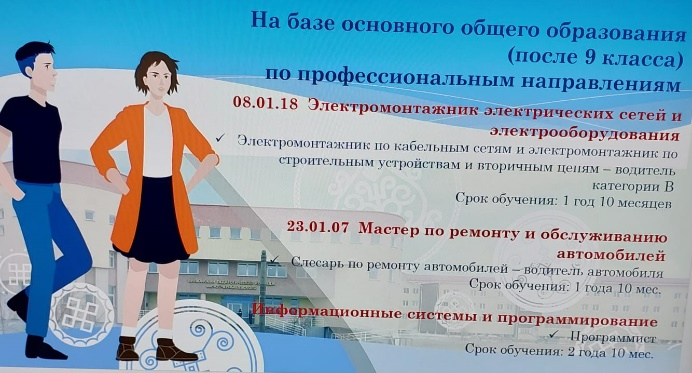 На базе основного общего образования
(после 9 класса)
по профессиональным направлениям
08.01.18 Электромонтажник электрических сетей и
электрооборудования
✓ Электромонтажник по кабельным сетям и электромонтажник по
строительным устройствам и вторичным цепям – водитель
категории В
Срок обучения: 1 год 10 месяцев
23.01.07 Мастер по ремонту и обслуживанию
автомобилей
✓ Слесарь по ремонту автомобилей – водитель автомобиля
Срок обучения: 1 года 10 мес.
Информационные системы и программирование
✓ Программист
Срок обучения: 2 года 10 мес.